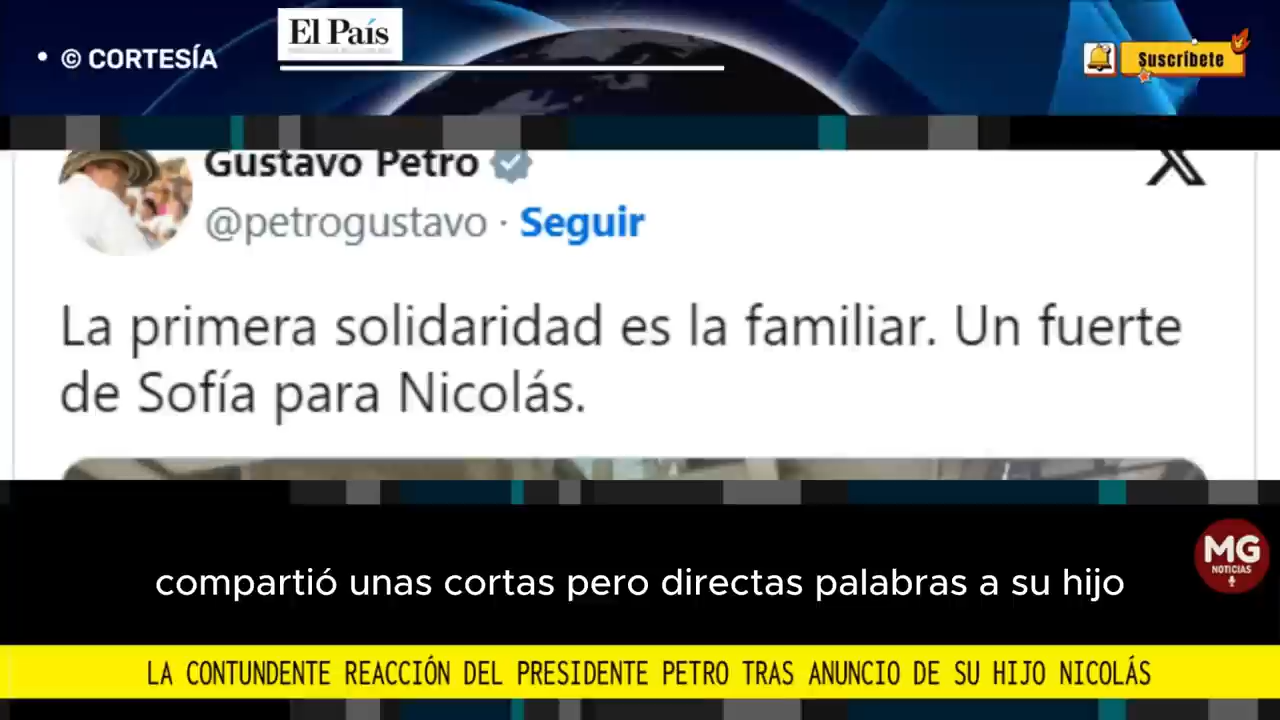 • © CORTESÍA
El País
Suscríbete
Gustavo Petro
@petrogustavo · Seguir
La primera solidaridad es la familiar. Un fuerte
de Sofía para Nicolás.
compartió unas cortas pero directas palabras a su hijo
MG
NOTICIAS
LA CONTUNDENTE REACCIÓN DEL PRESIDENTE PETRO TRAS ANUNCIO DE SU HIJO NICOLÁS